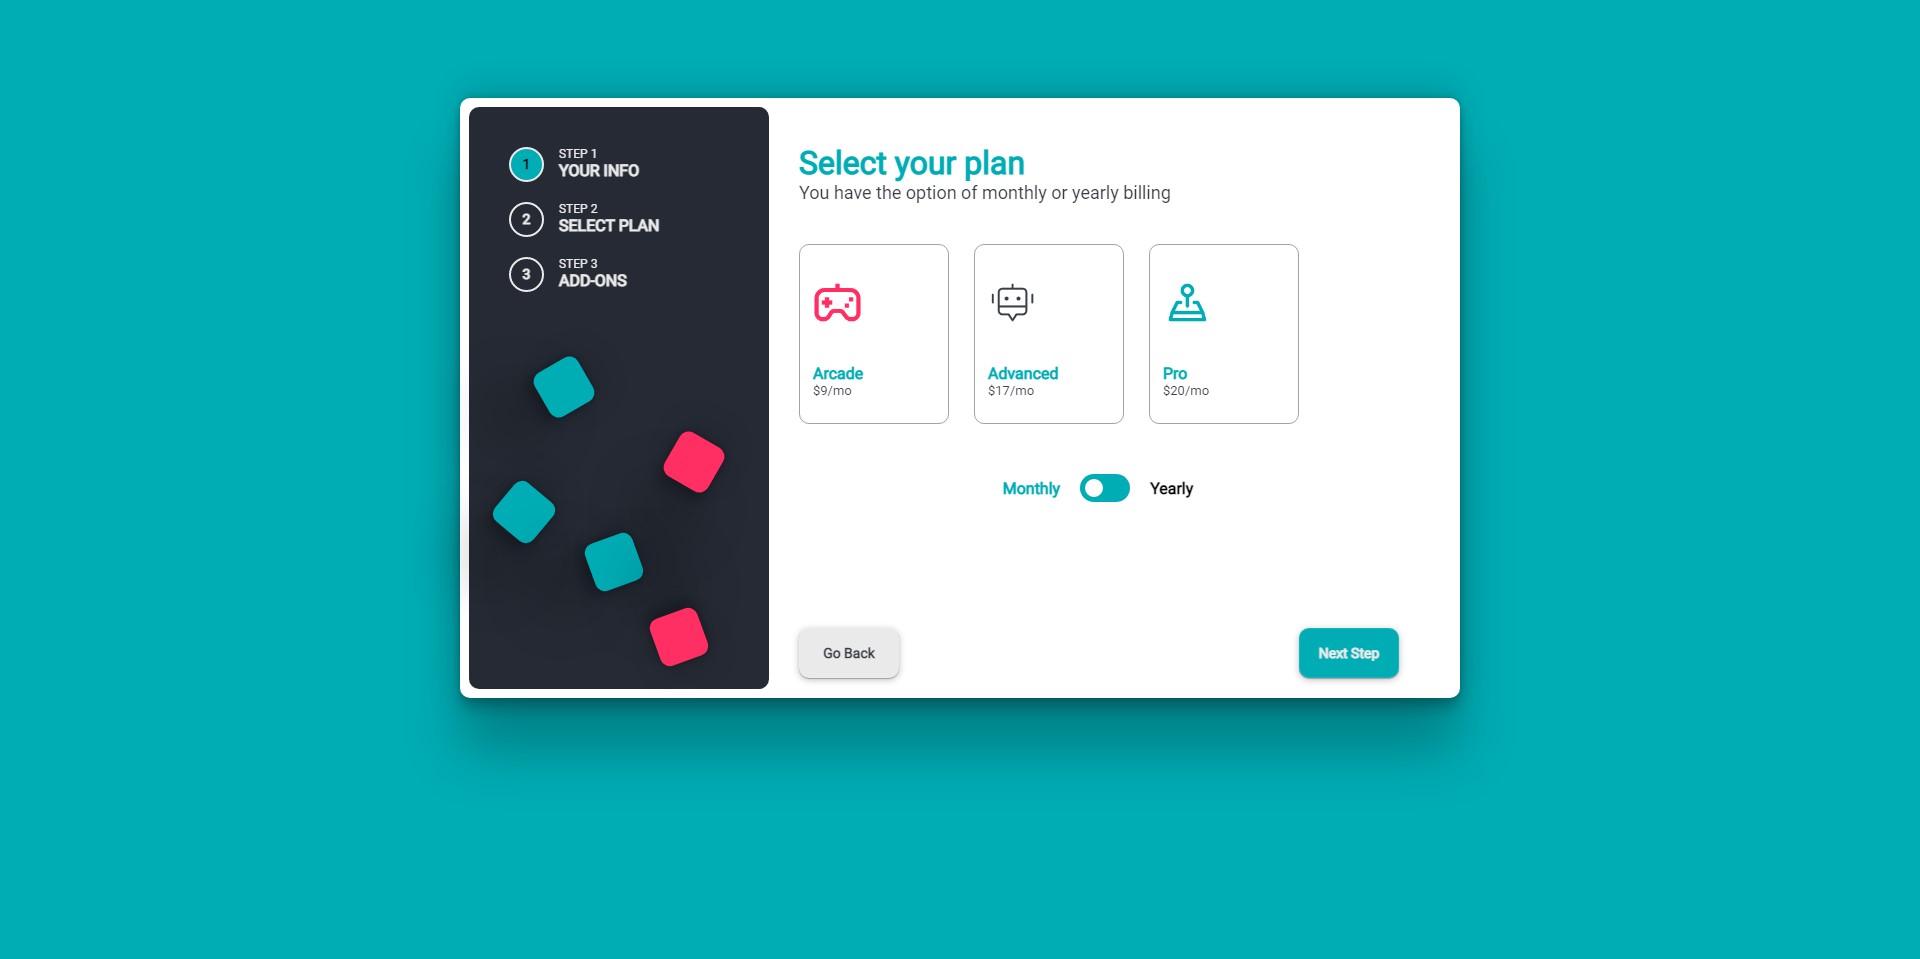 1
STEP 1
YOUR INFO
2
STEP 2
SELECT PLAN
3
STEP 3
ADD-ONS
Select your plan
You have the option of monthly or yearly billing
Arcade
$9/mo
Advanced
$17/mo
Pro
$20/mo
Monthly
Yearly
Go Back
Next Step